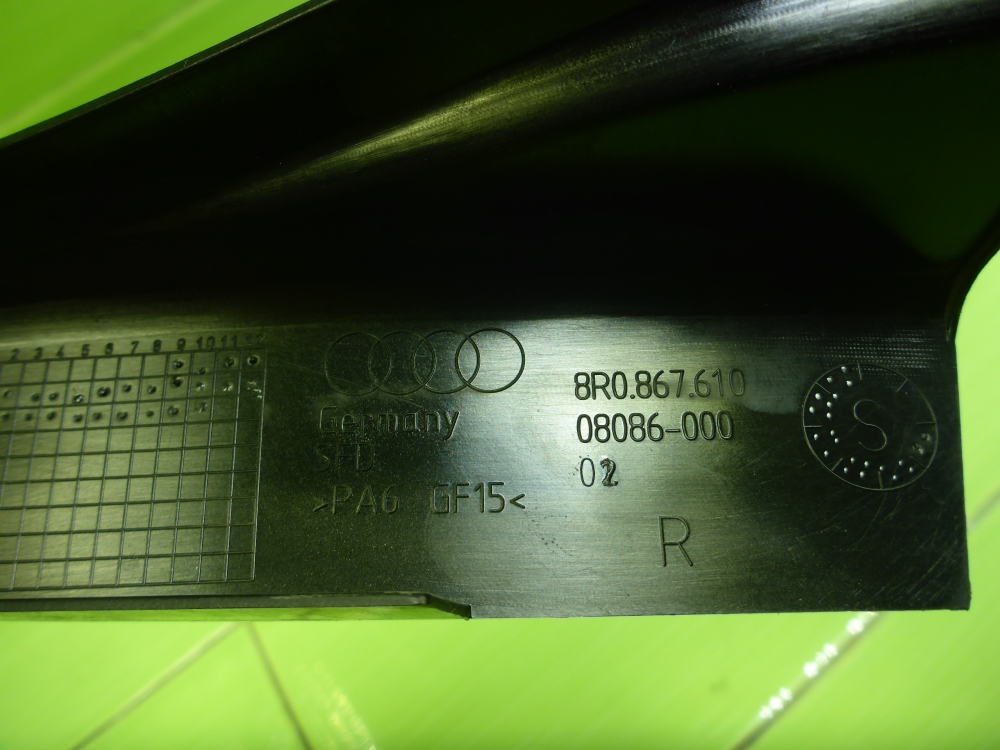 2 3 4 5 6 7 8 9 10 11 12
Germany
SFD
>PA6 GF15<
8R0.867.610
08086-000
02
S
R